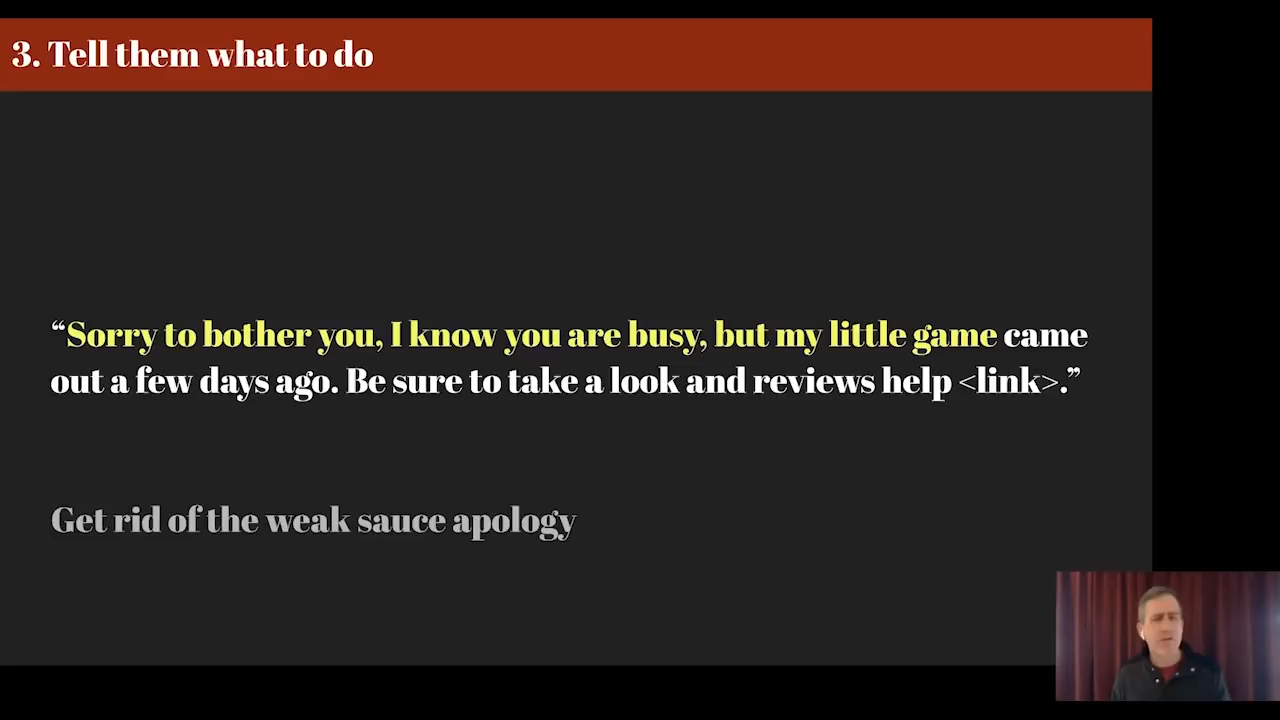 3. Tell them what to do
“Sorry to bother you, I know you are busy, but my little game came
out a few days ago. Be sure to take a look and reviews help <link>.”
Get rid of the weak sauce apology